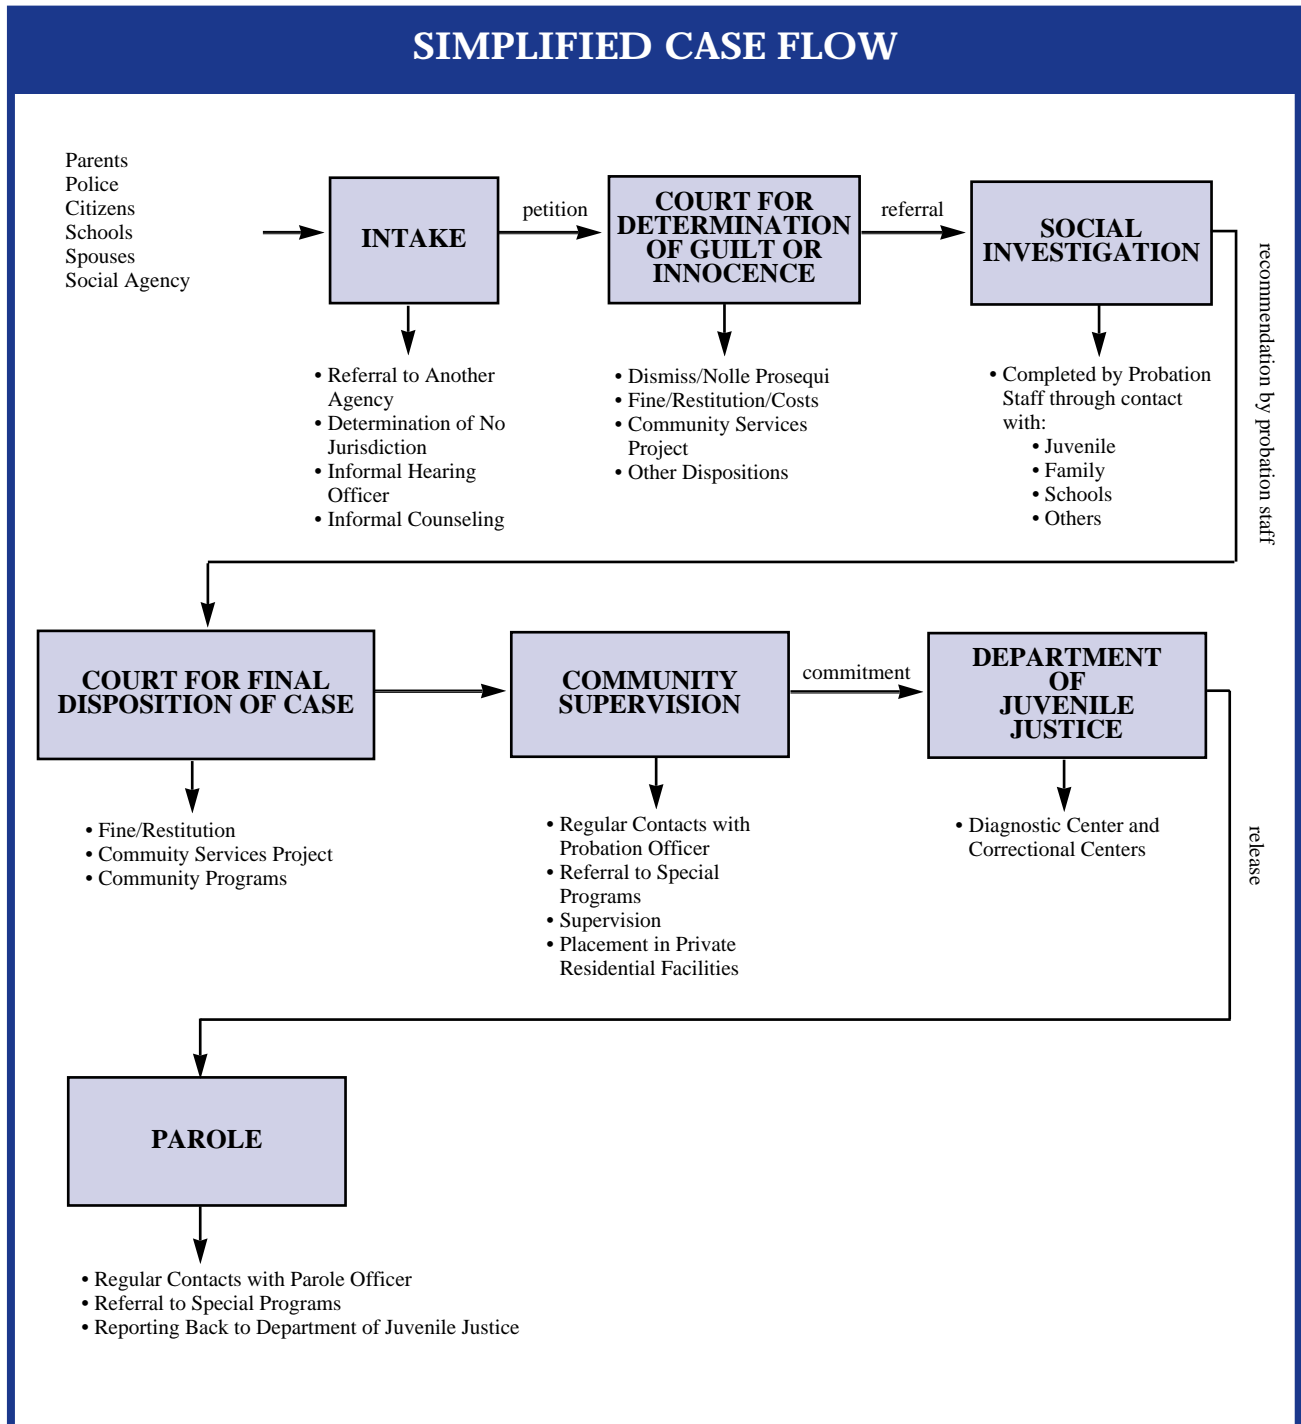 SIMPLIFIED CASE FLOW
Parents
Police
Citizens
Schools
Spouses
Social Agency
INTAKE
petition
COURT FOR
DETERMINATION
OF GUILT OR
INNOCENCE
referral
SOCIAL
INVESTIGATION
recommendation by probation staff
• Referral to Another
Agency
• Determination of No
Jurisdiction
• Informal Hearing
Officer
• Informal Counseling
• Dismiss/Nolle Prosequi
• Fine/Restitution/Costs
• Community Services
Project
• Other Dispositions
• Completed by Probation
Staff through contact
with:
• Juvenile
• Family
• Schools
• Others
COURT FOR FINAL
DISPOSITION OF CASE
COMMUNITY
SUPERVISION
commitment
DEPARTMENT
OF
JUVENILE
JUSTICE
release
• Fine/Restitution
• Commuity Services Project
• Community Programs
• Regular Contacts with
Probation Officer
• Referral to Special
Programs
• Supervision
• Placement in Private
Residential Facilities
• Diagnostic Center and
Correctional Centers
PAROLE
• Regular Contacts with Parole Officer
• Referral to Special Programs
• Reporting Back to Department of Juvenile Justice